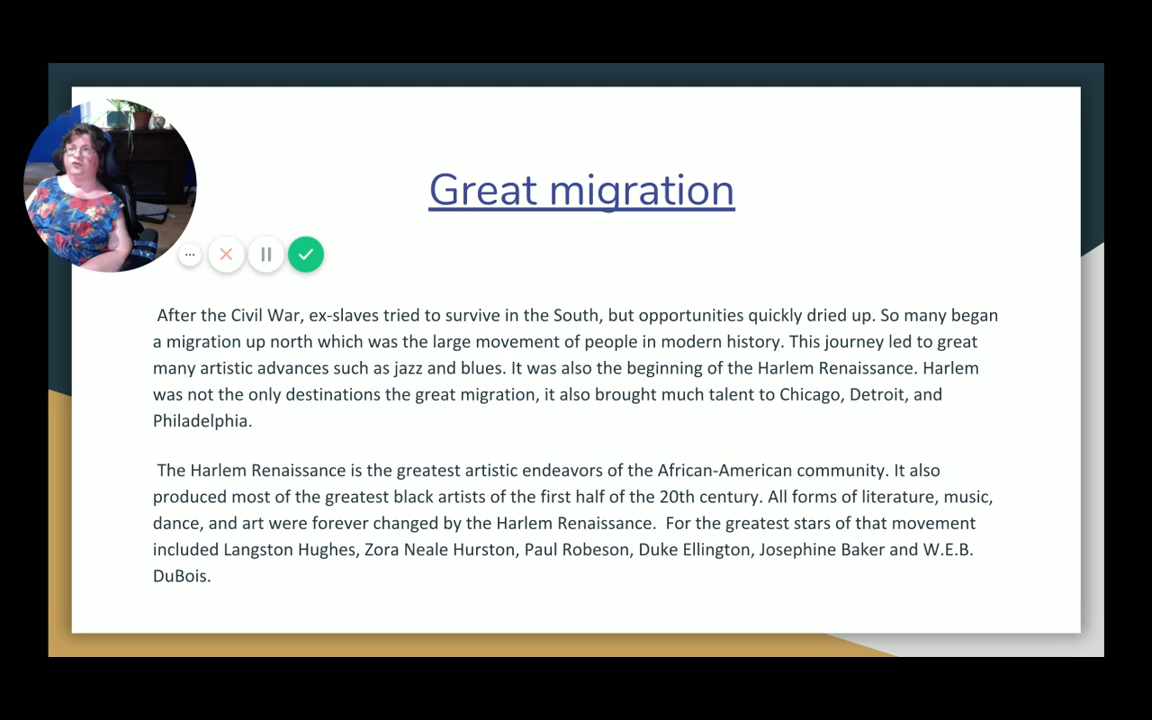 Great migration
After the Civil War, ex-slaves tried to survive in the South, but opportunities quickly dried up. So many began
a migration up north which was the large movement of people in modern history. This journey led to great
many artistic advances such as jazz and blues. It was also the beginning of the Harlem Renaissance. Harlem
was not the only destinations the great migration, it also brought much talent to Chicago, Detroit, and
Philadelphia.
The Harlem Renaissance is the greatest artistic endeavors of the African-American community. It also
produced most of the greatest black artists of the first half of the 20th century. All forms of literature, music,
dance, and art were forever changed by the Harlem Renaissance.  For the greatest stars of that movement
included Langston Hughes, Zora Neale Hurston, Paul Robeson, Duke Ellington, Josephine Baker and W.E.B.
DuBois.